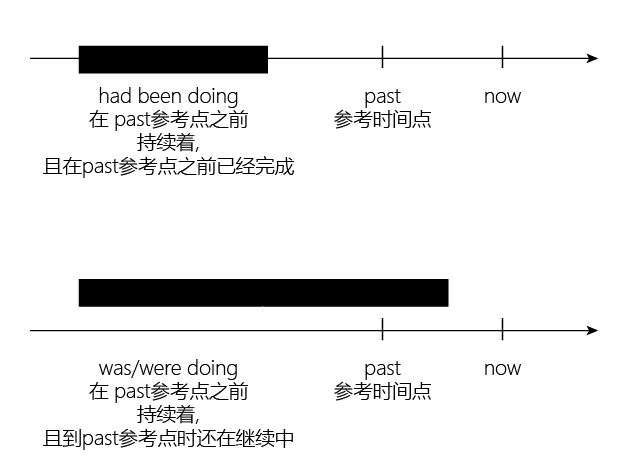 had been doing
在 past参考点之前
持续着,
且在past参考点之前已经完成
past
参考时间点
now
was/were doing
在 past参考点之前
持续着,
且到past参考点时还在继续中
past
参考时间点
now